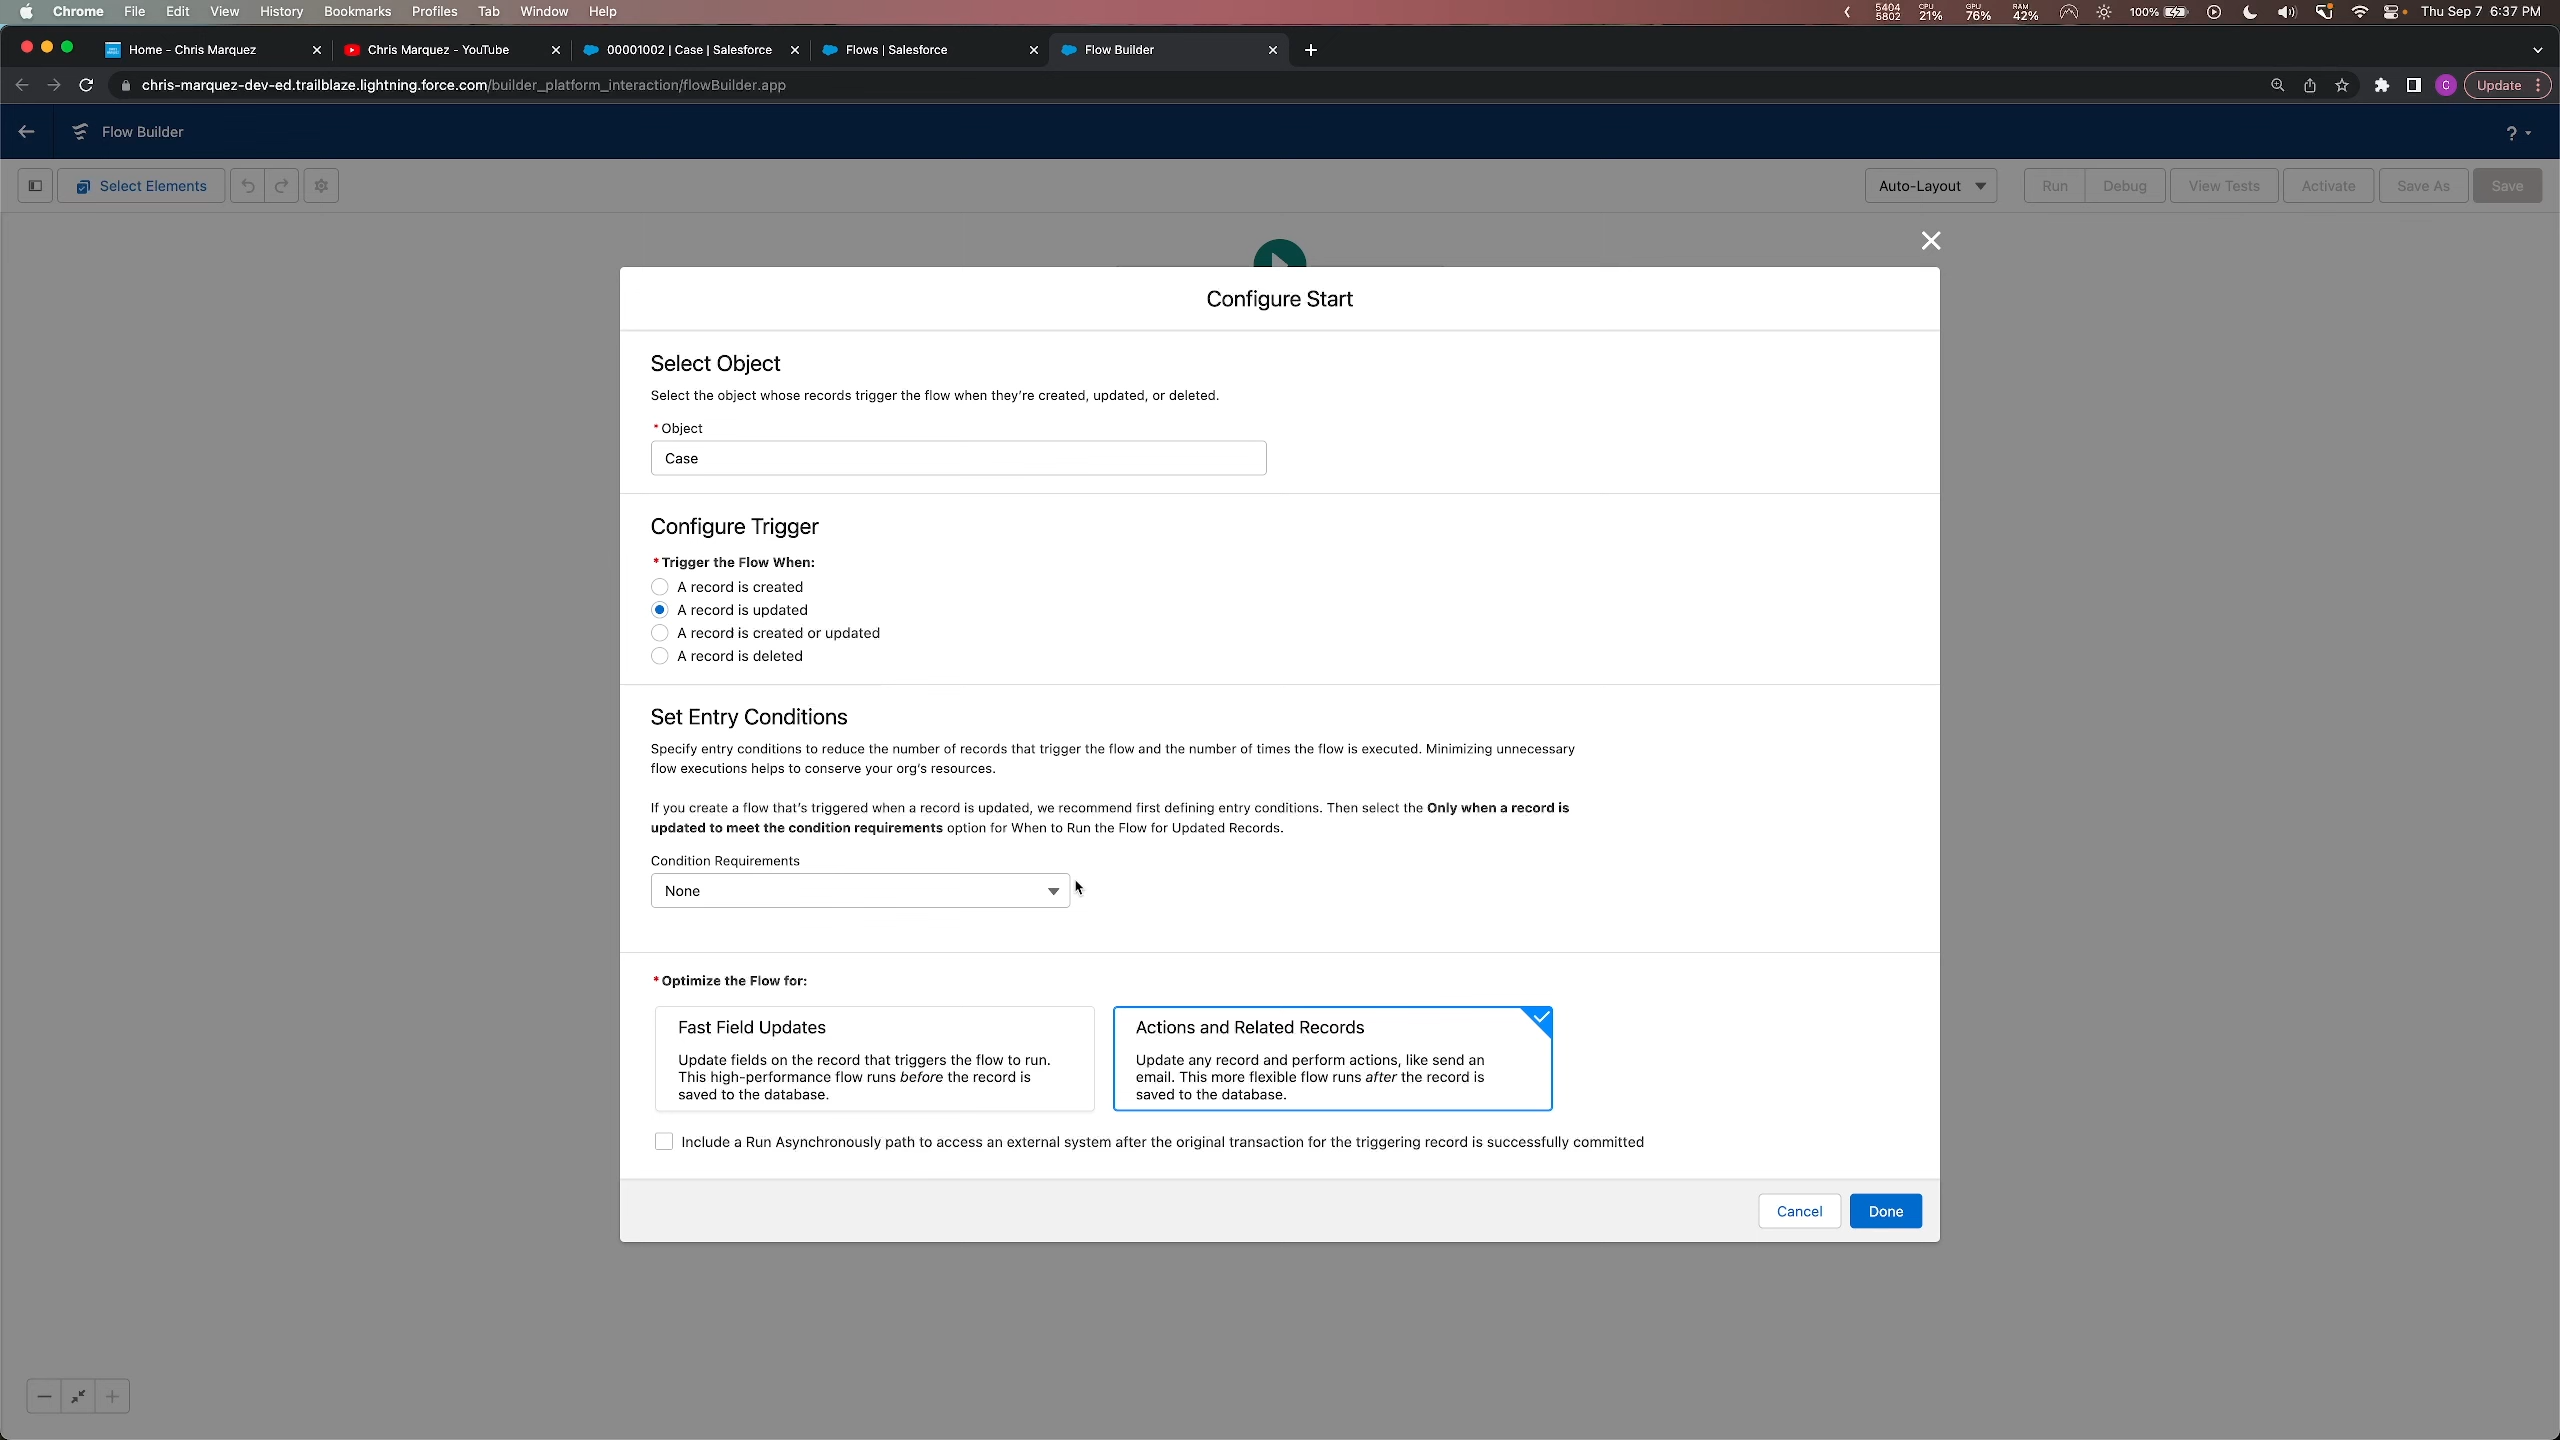 Chrome File Edit View History Bookmarks Profiles Tab Window Help
5404 5802 CPU 21% GPU 76% RAM 42% 100% Thu Sep 7 6:37 PM
Home - Chris Marquez Chris Marquez - YouTube 00001002 | Case | Salesforce Flows | Salesforce Flow Builder
chris-marquez-dev-ed.trailblaze.lightning.force.com/builder_platform_interaction/flowBuilder.app C Update
Flow Builder ?
Select Elements Auto-Layout Run Debug View Tests Activate Save As Save
Configure Start
Select Object
Select the object whose records trigger the flow when they're created, updated, or deleted.
* Object
Case
Configure Trigger
* Trigger the Flow When:
A record is created
A record is updated
A record is created or updated
A record is deleted
Set Entry Conditions
Specify entry conditions to reduce the number of records that trigger the flow and the number of times the flow is executed. Minimizing unnecessary
flow executions helps to conserve your org's resources.
If you create a flow that's triggered when a record is updated, we recommend first defining entry conditions. Then select the Only when a record is
updated to meet the condition requirements option for When to Run the Flow for Updated Records.
Condition Requirements
None
* Optimize the Flow for:
Fast Field Updates
Update fields on the record that triggers the flow to run.
This high-performance flow runs before the record is
saved to the database.
Actions and Related Records
Update any record and perform actions, like send an
email. This more flexible flow runs after the record is
saved to the database.
Include a Run Asynchronously path to access an external system after the original transaction for the triggering record is successfully committed
Cancel Done